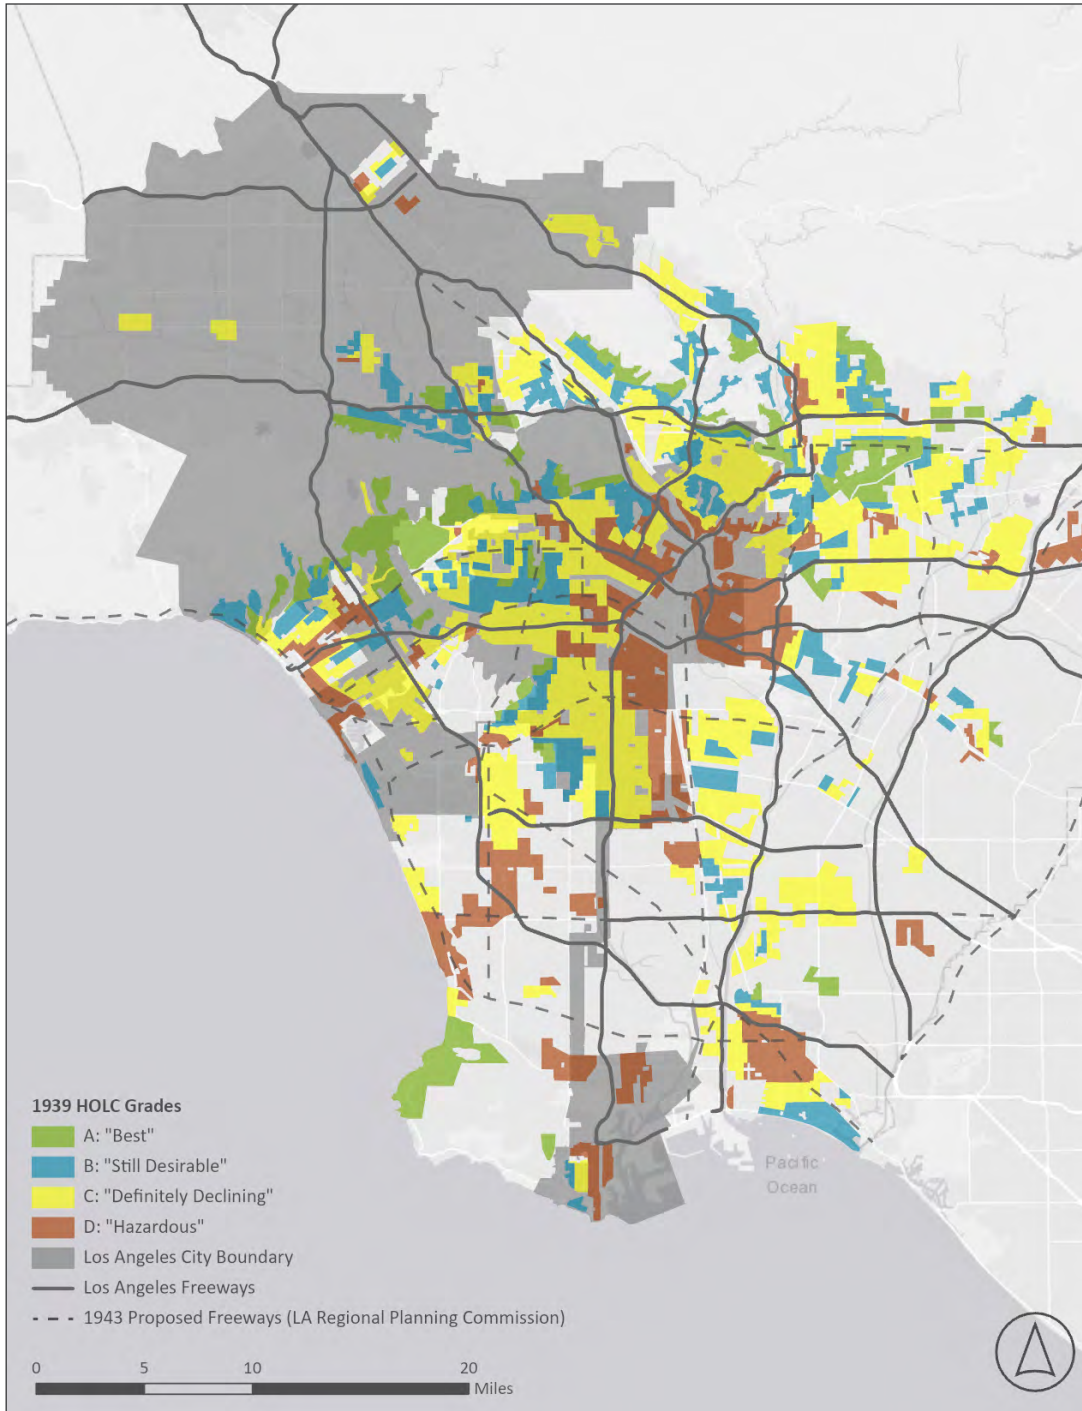 Pacific
Ocean
1939 HOLC Grades
A: "Best"
B: "Still Desirable"
C: "Definitely Declining"
D: "Hazardous"
Los Angeles City Boundary
Los Angeles Freeways
1943 Proposed Freeways (LA Regional Planning Commission)
0 5 10 20
Miles